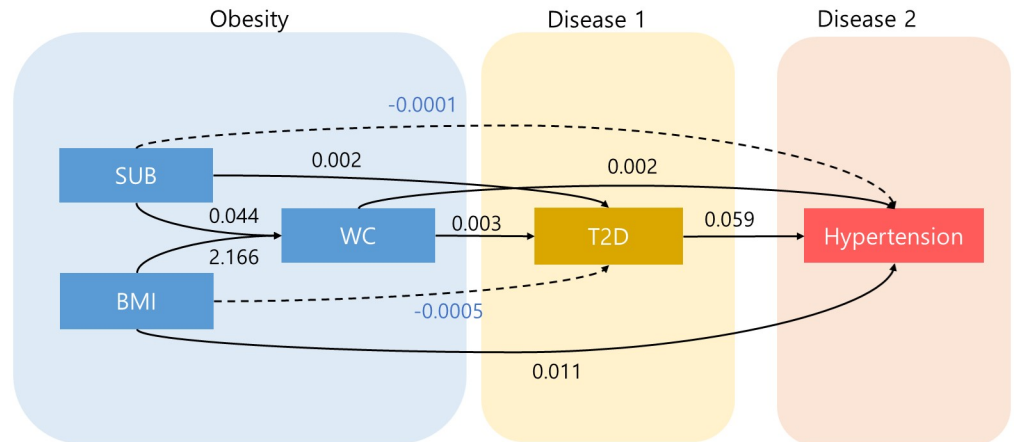 Obesity
Disease 1
Disease 2
-0.0001
SUB
0.002
0.002
0.044
WC
0.003
T2D
0.059
Hypertension
2.166
BMI
-0.0005
0.011